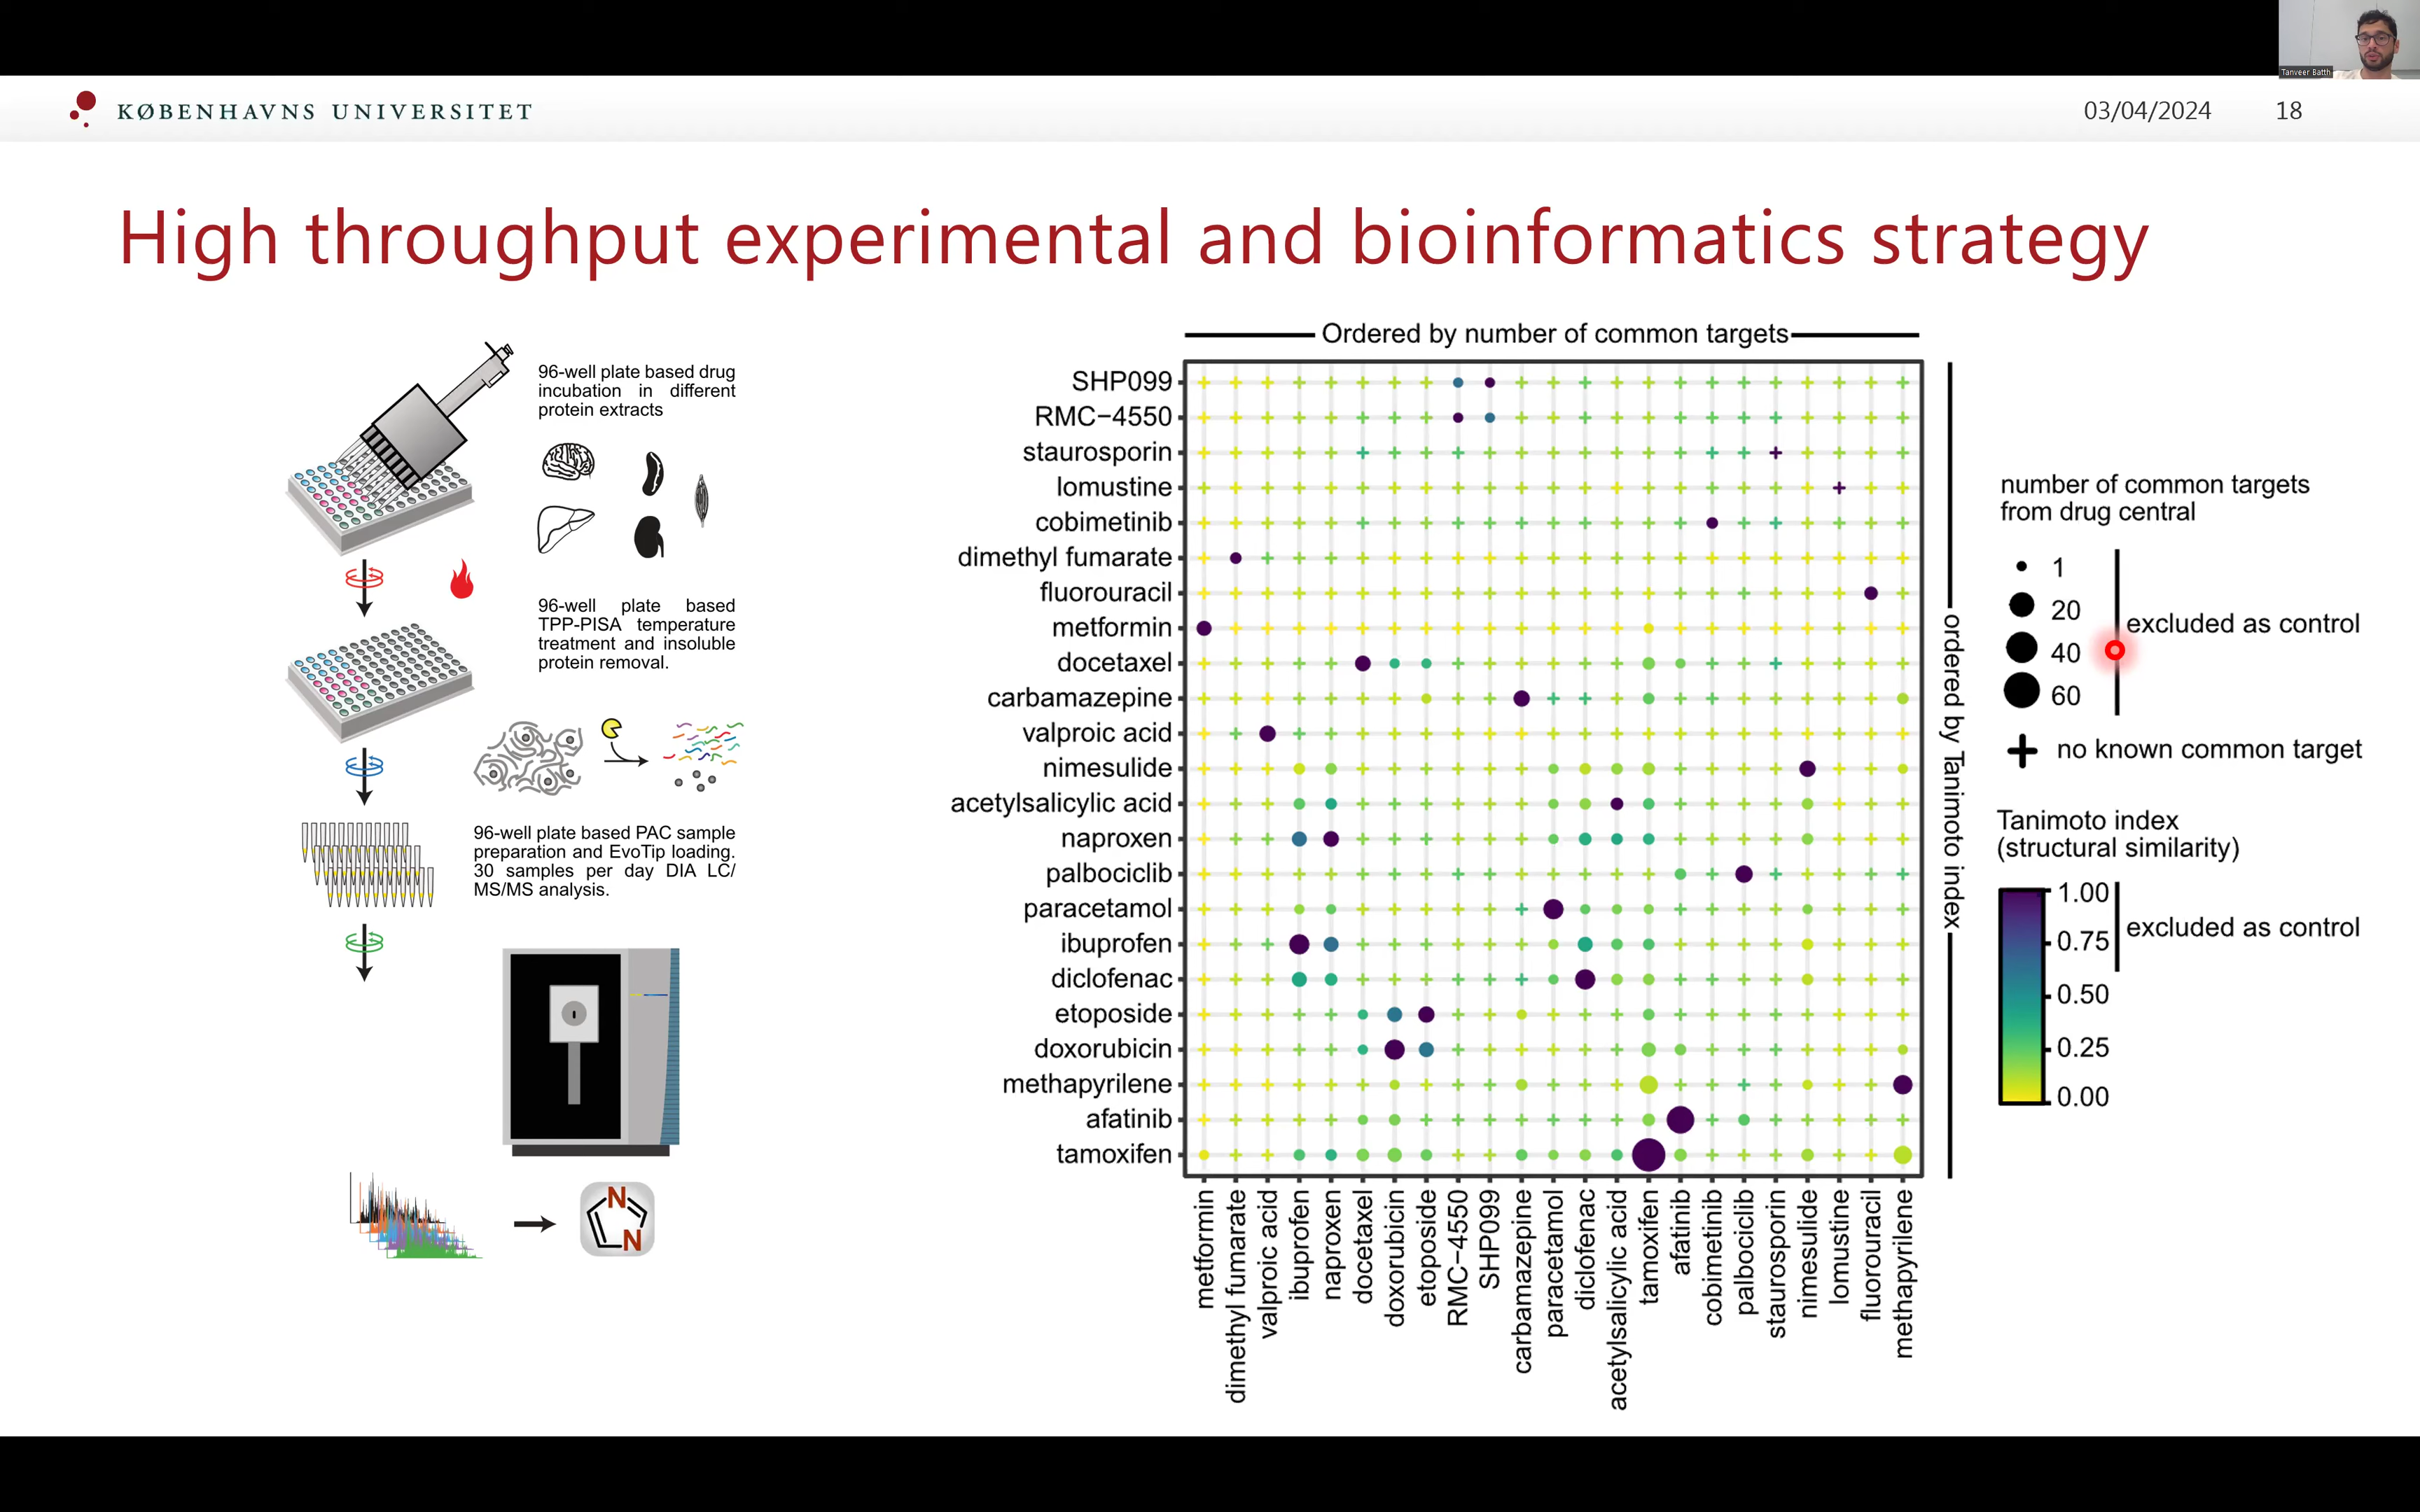 Tanveer Batth
KØBENHAVNS UNIVERSITET
03/04/2024
18
High throughput experimental and bioinformatics strategy
96-well plate based drug
incubation in different
protein extracts
96-well plate based
TPP-PISA temperature
treatment and insoluble
protein removal.
96-well plate based PAC sample
preparation and EvoTip loading.
30 samples per day DIA LC/
MS/MS analysis.
N
N
Ordered by number of common targets
SHP099
RMC−4550
staurosporin
lomustine
cobimetinib
dimethyl fumarate
fluorouracil
metformin
docetaxel
carbamazepine
valproic acid
nimesulide
acetylsalicylic acid
naproxen
palbociclib
paracetamol
ibuprofen
diclofenac
etoposide
doxorubicin
methapyrilene
afatinib
tamoxifen
metformin
dimethyl fumarate
valproic acid
ibuprofen
naproxen
docetaxel
doxorubicin
etoposide
RMC−4550
SHP099
carbamazepine
paracetamol
diclofenac
acetylsalicylic acid
tamoxifen
afatinib
cobimetinib
palbociclib
staurosporin
nimesulide
lomustine
fluorouracil
methapyrilene
ordered by Tanimoto index
number of common targets
from drug central
1
20
40
60
excluded as control
no known common target
Tanimoto index
(structural similarity)
1.00
0.75
0.50
0.25
0.00
excluded as control